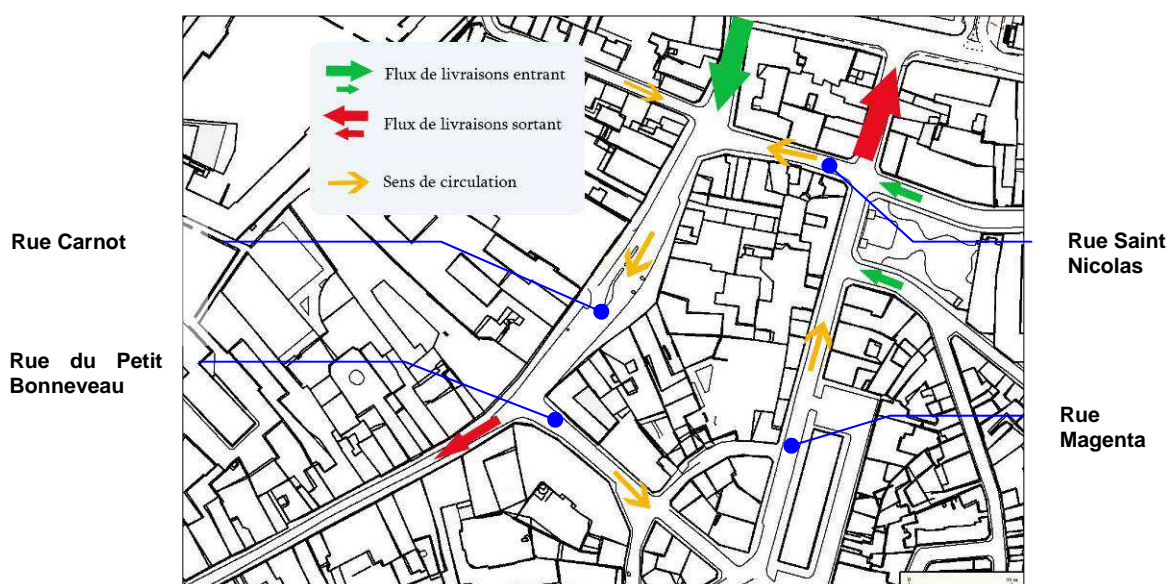 Flux de livraisons entrant
Flux de livraisons sortant
Sens de circulation
Rue Carnot
Rue Saint
Nicolas
Rue du Petit
Bonneveau
Rue
Magenta